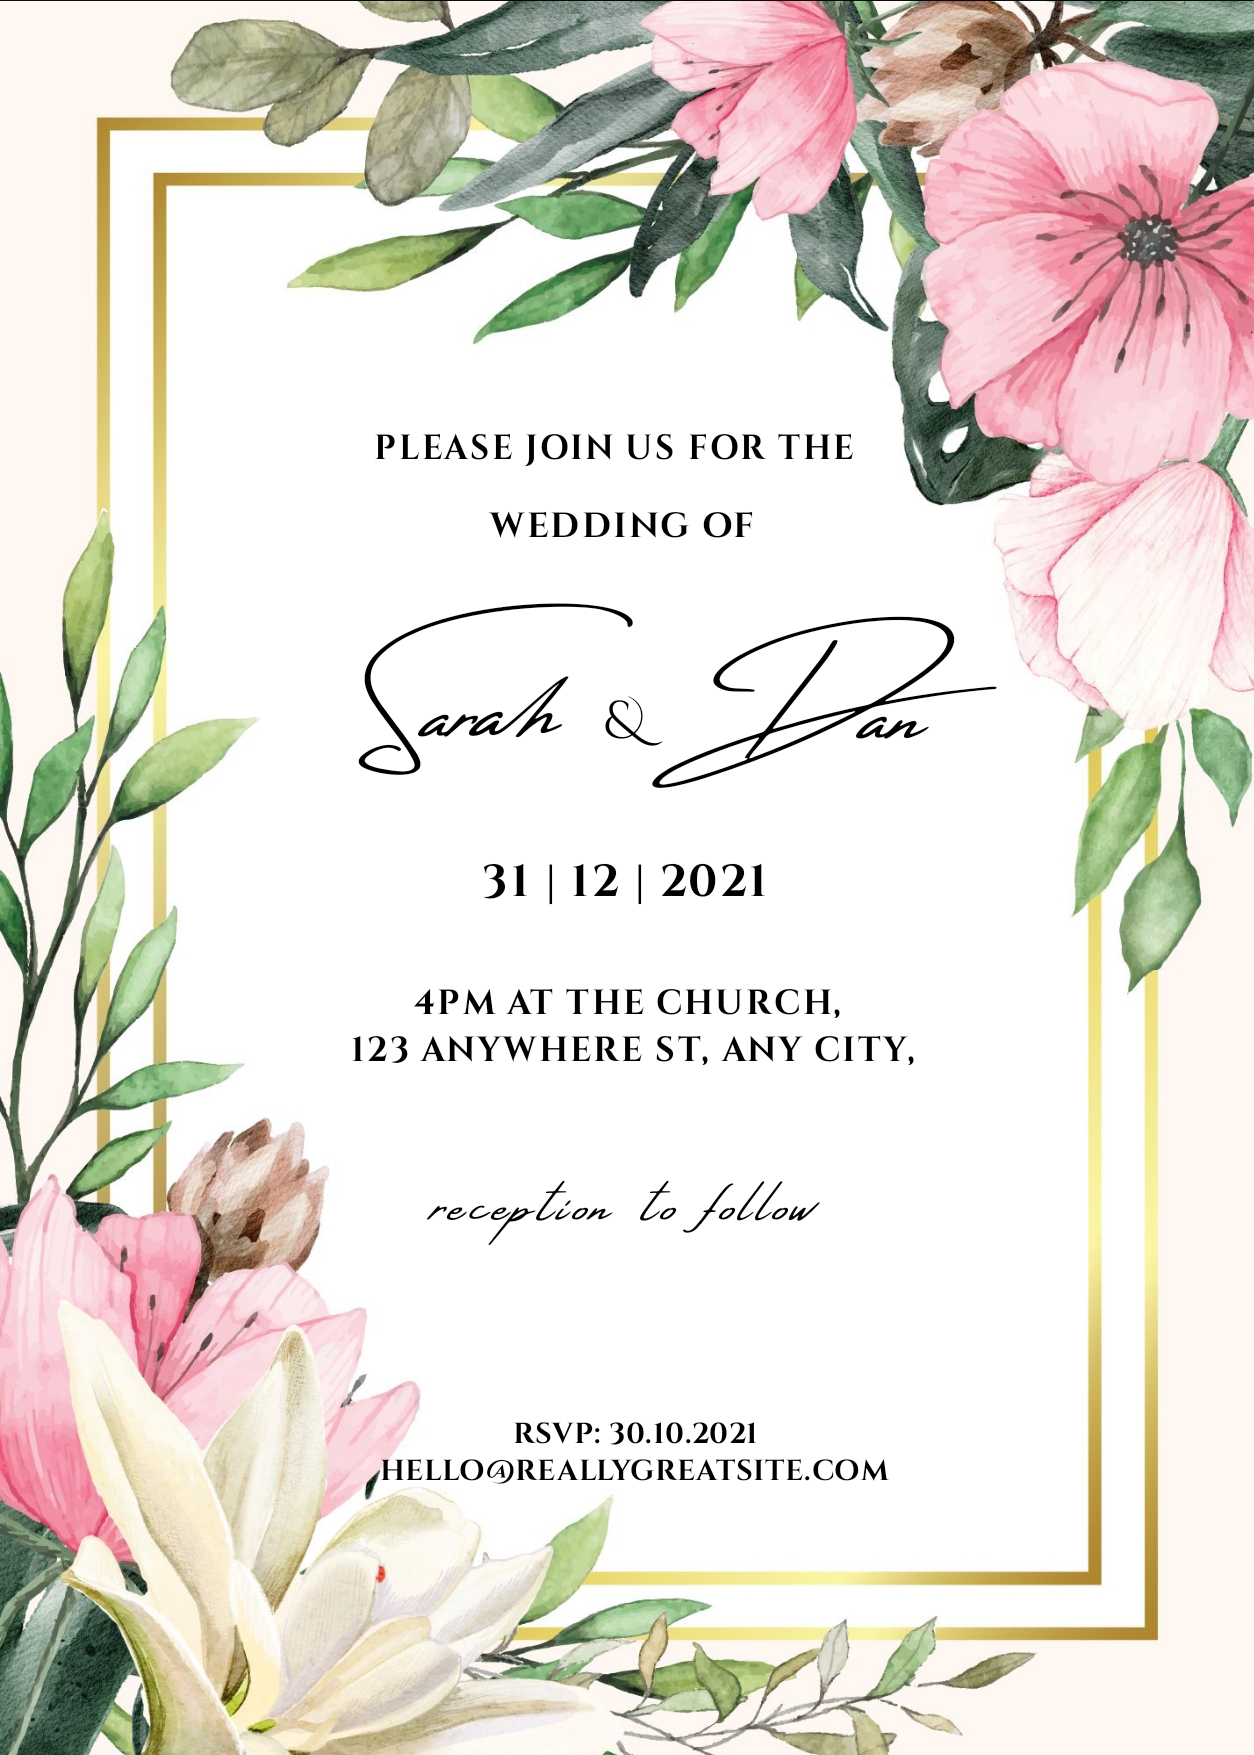 PLEASE JOIN US FOR THE
WEDDING OF
Sarah & Dan
31 | 12 | 2021
4PM AT THE CHURCH,
123 ANYWHERE ST, ANY CITY,
reception to follow
RSVP: 30.10.2021
HELLO@REALLYGREATSITE.COM